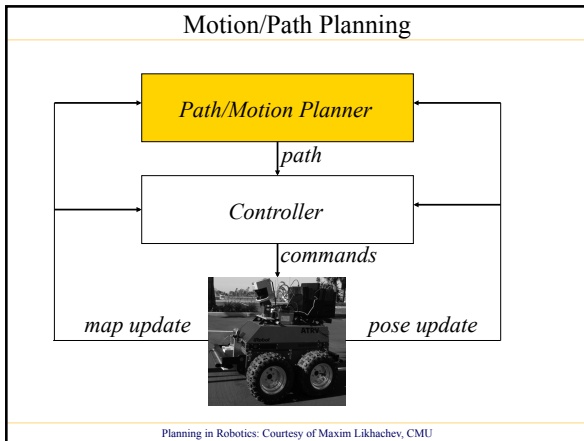 Motion/Path Planning
Path/Motion Planner
path
Controller
commands
map update
ATRV
pose update
Planning in Robotics: Courtesy of Maxim Likhachev, CMU